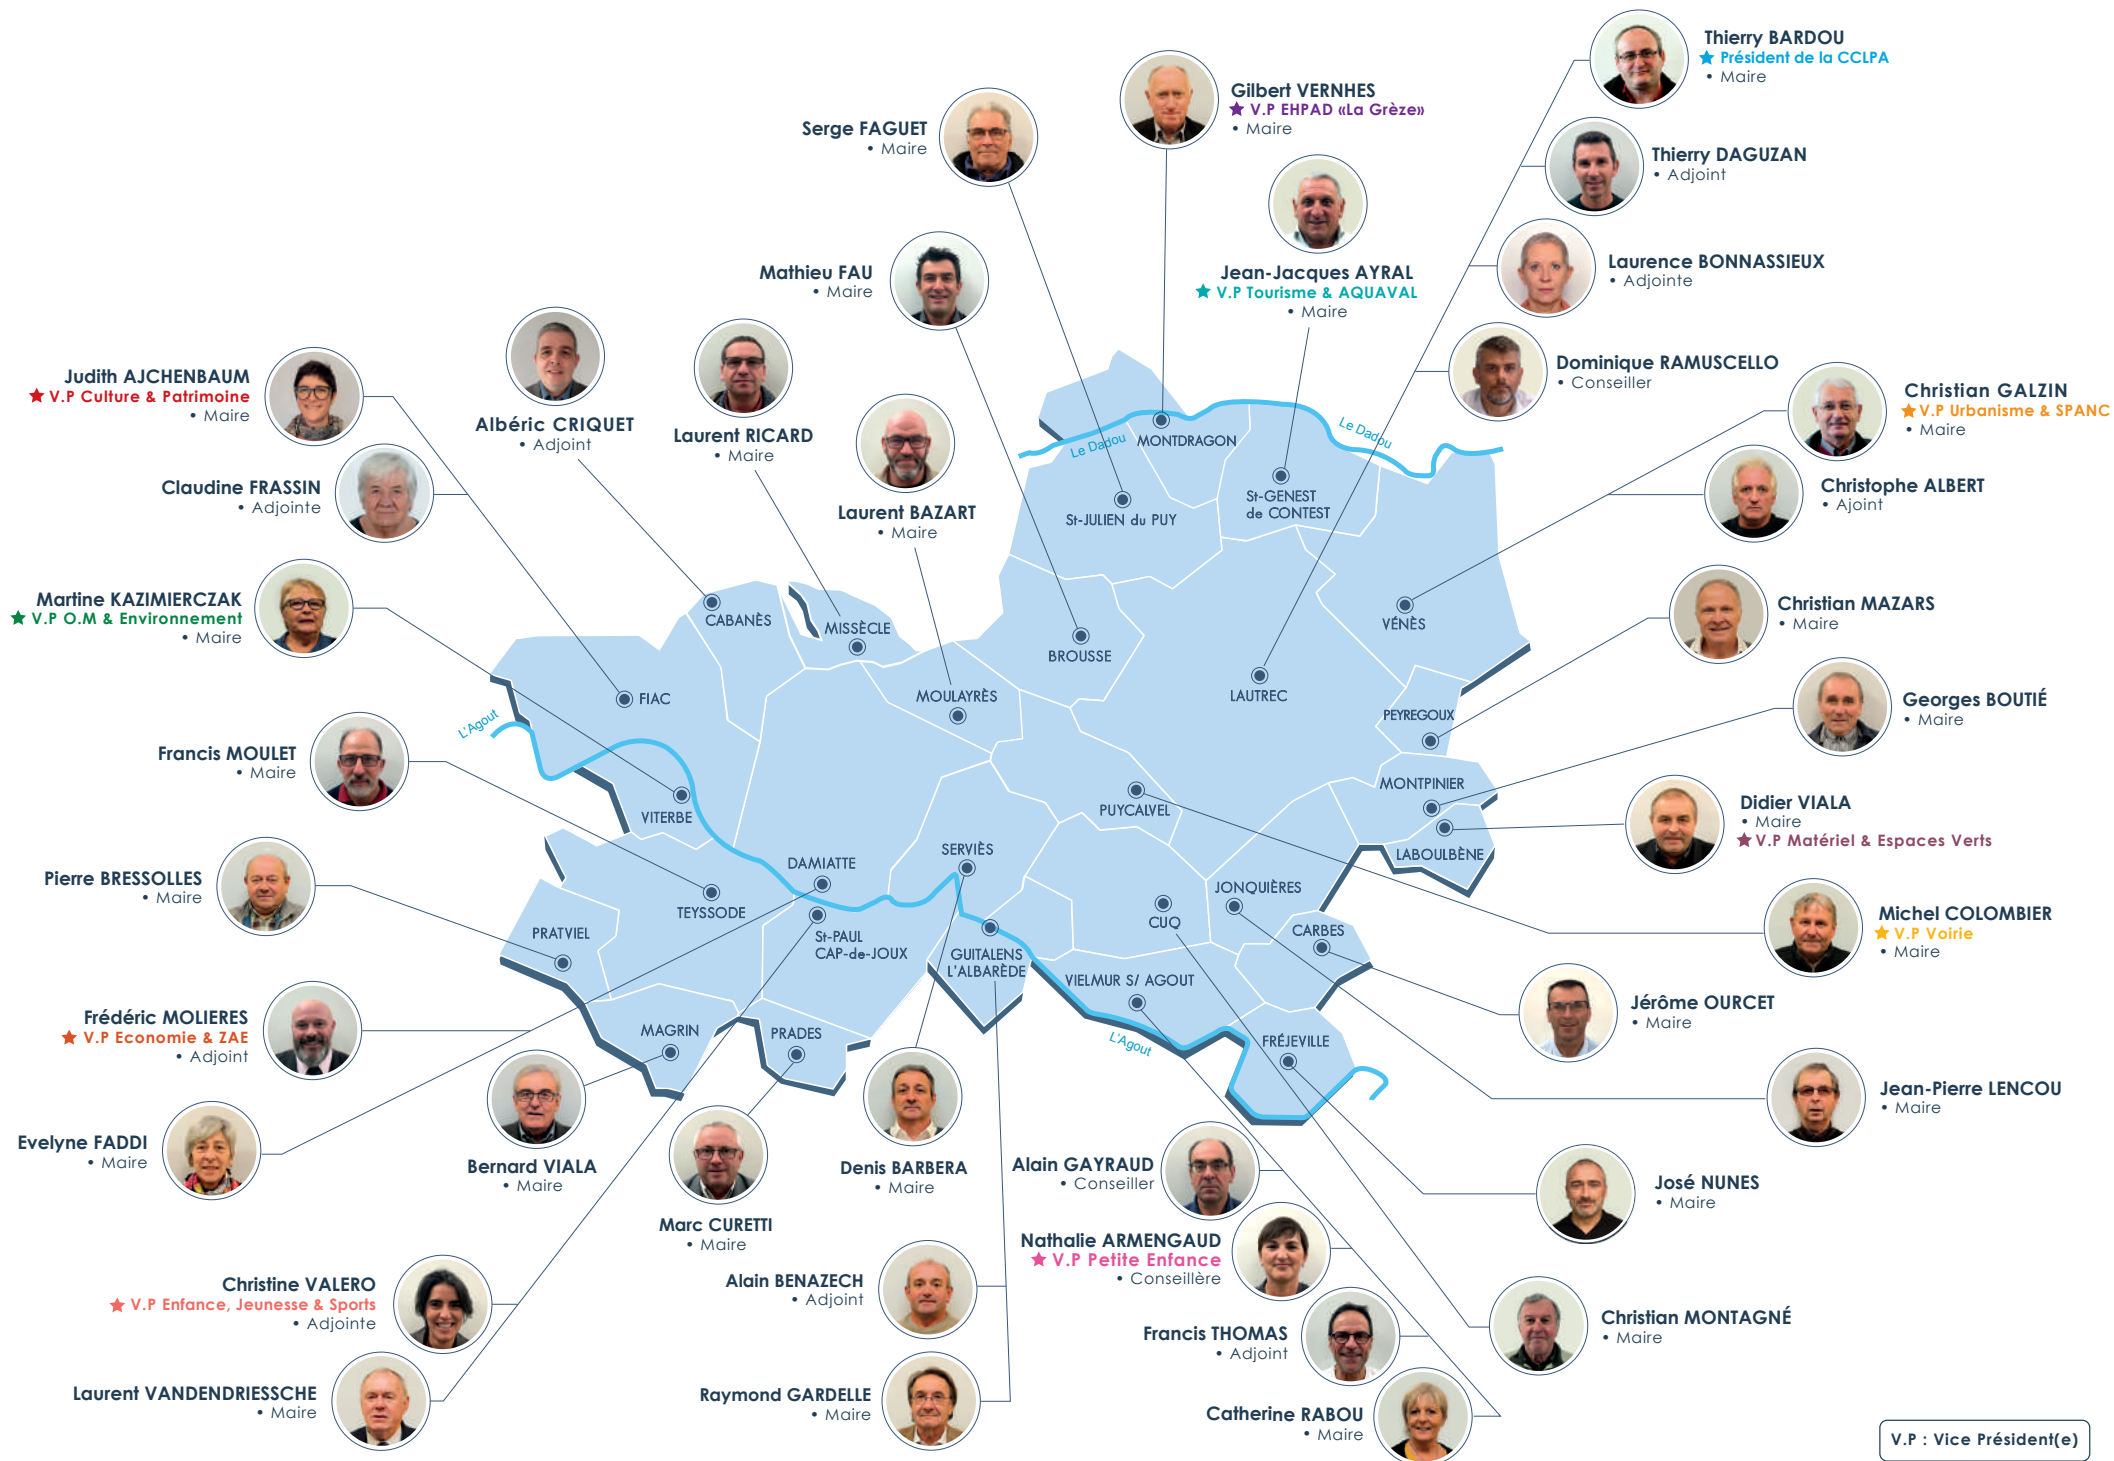 Thierry BARDOU
★ Président de la CCLPA
• Maire
Gilbert VERNHES
★ V.P EHPAD «La Grèze»
• Maire
Serge FAGUET
• Maire
Thierry DAGUZAN
• Adjoint
Jean-Jacques AYRAL
★ V.P Tourisme & AQUAVAL
• Maire
Laurence BONNASSIEUX
• Adjointe
Mathieu FAU
• Maire
Dominique RAMUSCELLO
• Conseiller
Judith AJCHENBAUM
★ V.P Culture & Patrimoine
• Maire
Albéric CRIQUET
• Adjoint
Laurent RICARD
• Maire
Christian GALZIN
★ V.P Urbanisme & SPANC
• Maire
Claudine FRASSIN
• Adjointe
Laurent BAZART
• Maire
Christophe ALBERT
• Ajoint
Martine KAZIMIERCZAK
★ V.P O.M & Environnement
• Maire
Christian MAZARS
• Maire
Georges BOUTIÉ
• Maire
Francis MOULET
• Maire
Didier VIALA
• Maire
★ V.P Matériel & Espaces Verts
Pierre BRESSOLLES
• Maire
Michel COLOMBIER
★ V.P Voirie
• Maire
Frédéric MOLIERES
★ V.P Economie & ZAE
• Adjoint
Jérôme OURCET
• Maire
Jean-Pierre LENCOU
• Maire
Evelyne FADDI
• Maire
Bernard VIALA
• Maire
Marc CURETTI
• Maire
Denis BARBERA
• Maire
Alain GAYRAUD
• Conseiller
José NUNES
• Maire
Nathalie ARMENGAUD
★ V.P Petite Enfance
• Conseillère
Christine VALERO
★ V.P Enfance, Jeunesse & Sports
• Adjointe
Alain BENAZECH
• Adjoint
Francis THOMAS
• Adjoint
Christian MONTAGNÉ
• Maire
Laurent VANDENDRIESSCHE
• Maire
Raymond GARDELLE
• Maire
Catherine RABOU
• Maire
Le Dadou
MONTDRAGON
Le Dadou
St-JULIEN du PUY
St-GENEST
de CONTEST
CABANÈS
MISSÈCLE
BROUSSE
VÉNÈS
FIAC
MOULAYRÈS
LAUTREC
PEYREGOUX
L'Agout
VITERBE
PUYCALVEL
MONTPINIER
LABOULBÈNE
DAMIATTE
SERVIÈS
JONQUIÈRES
TEYSSODE
CUQ
CARBES
PRATVIEL
St-PAUL
CAP-de-JOUX
GUITALENS
L'ALBARÈDE
VIELMUR S/ AGOUT
MAGRIN
PRADES
L'Agout
FRÉJEVILLE
V.P : Vice Président(e)